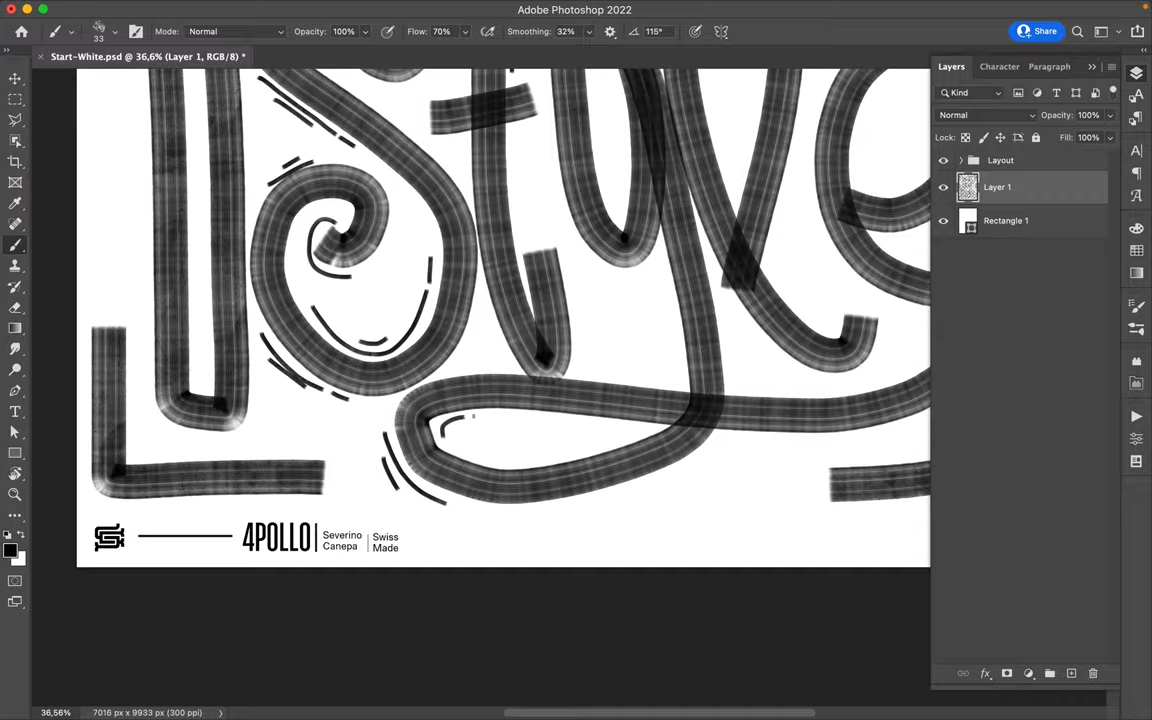 Adobe Photoshop 2022
33
Mode: Normal
Opacity: 100%
Flow: 70%
Smoothing: 32%
115°
Share
Start-White.psd @ 36,6% (Layer 1, RGB/8) *
Layers
Character
Paragraph
Kind
Normal
Opacity: 100%
Lock:
Fill: 100%
Layout
Layer 1
Rectangle 1
4POLLO
Severino
Canepa
Swiss
Made
36,56%
7016 px x 9933 px (300 ppi)